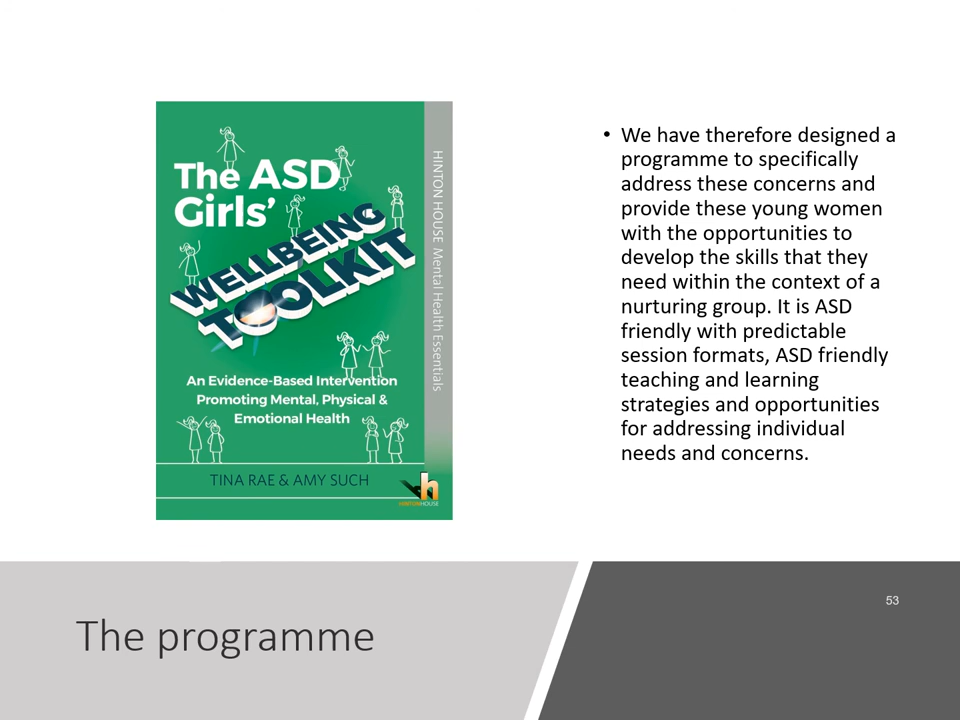 The ASD
Girls'
WELLBEING
TOOLKIT
An Evidence-Based Intervention
Promoting Mental, Physical &
Emotional Health
TINA RAE & AMY SUCH
HINTON HOUSE Mental Health Essentials
h
HINTONHOUSE
• We have therefore designed a
programme to specifically
address these concerns and
provide these young women
with the opportunities to
develop the skills that they
need within the context of a
nurturing group. It is ASD
friendly with predictable
session formats, ASD friendly
teaching and learning
strategies and opportunities
for addressing individual
needs and concerns.
53
The programme